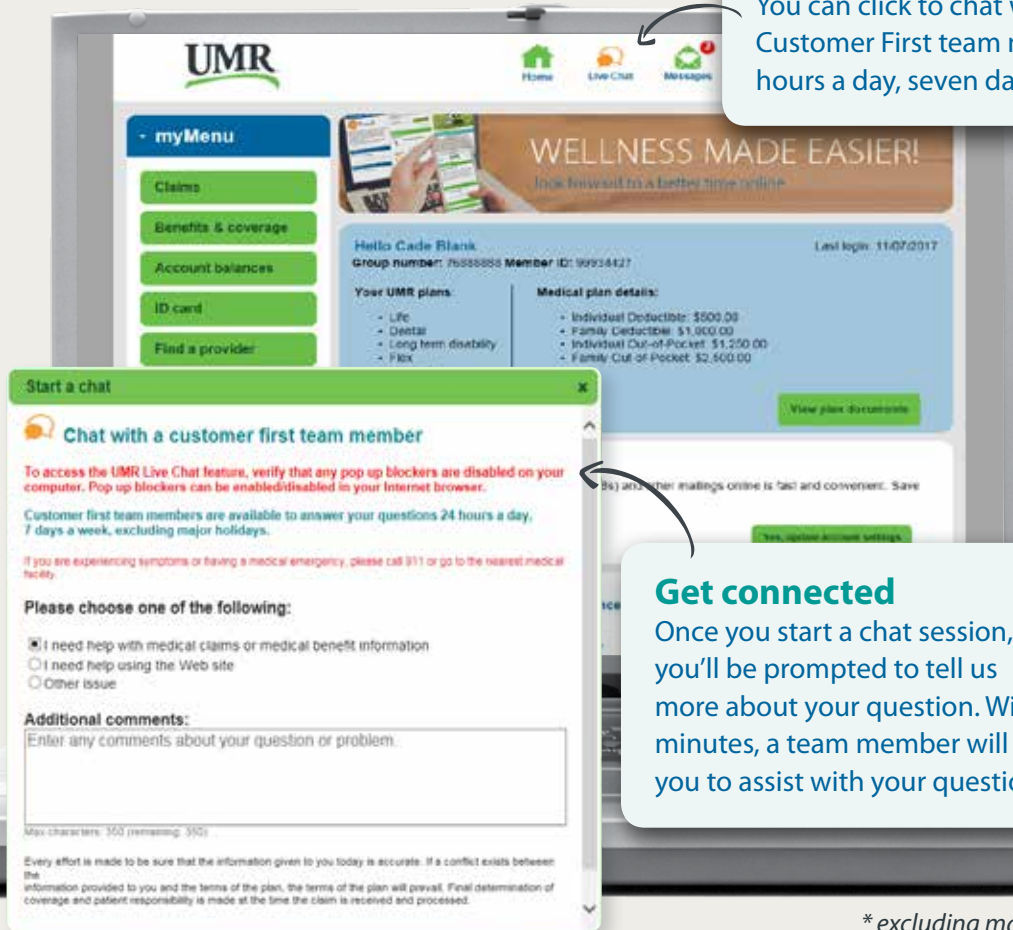 You can click to chat
Customer First team
hours a day, seven
UMR
Home
Live Chat
Messages
- myMenu
WELLNESS MADE EASIER!
look forward to a better time online
Claims
Benefits & coverage
Account balances
ID card
Find a provider
Hello Cade Blank
Last login: 11/07/2017
Group number: Member ID:
Your UMR plans:
Life
Dental
Long term disability
Flex
Medical plan details:
Individual Deductible: $500.00
Family Deductible:
Individual Out-of-Pocket: $1,250.00
Family Out of Pocket: $2,500.00
View plan documents
and other mailings online is fast and convenient. Save
Yes, update account settings
Start a chat x
Chat with a customer first team member
To access the UMR Live Chat feature, verify that any pop up blockers are disabled on your
computer. Pop up blockers can be enabled/disabled in your Internet browser.
Customer first team members are available to answer your questions 24 hours a day,
7 days a week, excluding major holidays.
If you are experiencing symptoms or having a medical emergency, please call 911 or go to the nearest medical
facility.
Please choose one of the following:
I need help with medical claims or medical benefit information
I need help using the Web site
Other issue
Additional comments:
Enter any comments about your question or problem.
Max characters: 350 (remaining: 350)
Every effort is made to be sure that the information given to you today is accurate. If a conflict exists between
the
information provided to you and the terms of the plan, the terms of the plan will prevail. Final determination of
coverage and patient responsibility is made at the time the claim is received and processed.
Get connected
Once you start a chat session,
you'll be prompted to tell us
more about your question.
minutes, a team member will
you to assist with your
* excluding